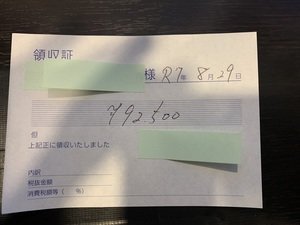 領収証
様 R7年 8月29日
¥92.500
但
上記正に収領いたしました
内訳
税抜金額
消費税額等( %)